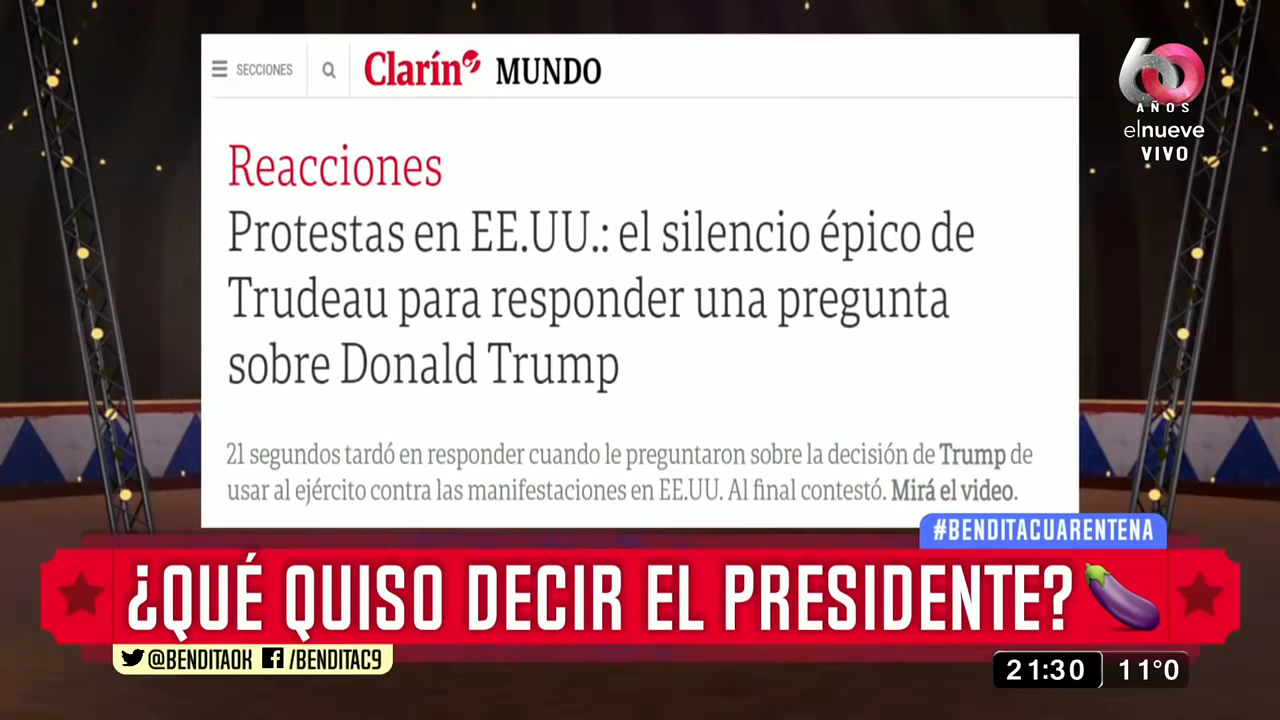 SECCIONES
Clarín MUNDO
60
AÑOS
elnueve
VIVO
Reacciones
Protestas en EE.UU.: el silencio épico de
Trudeau para responder una pregunta
sobre Donald Trump
21 segundos tardó en responder cuando le preguntaron sobre la decisión de Trump de
usar al ejército contra las manifestaciones en EE.UU. Al final contestó. Mirá el video.
#BENDITACUARENTENA
¿QUÉ QUISO DECIR EL PRESIDENTE?🍆
@BENDITAOK /BENDITAC9
21:30 11°0